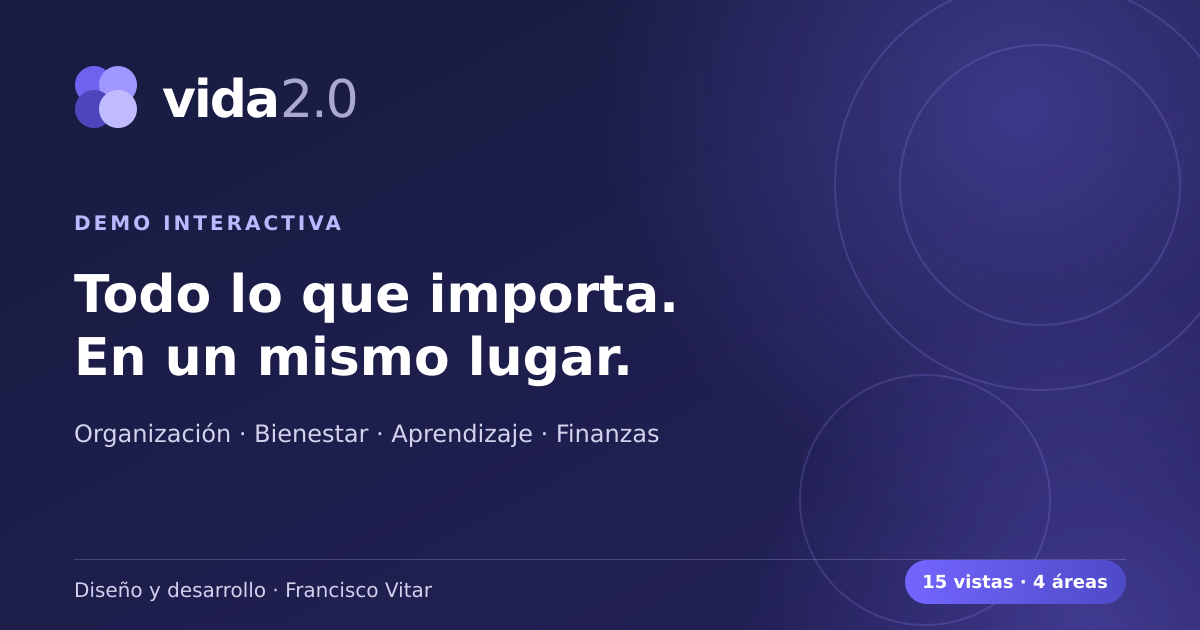 vida2.0
DEMO INTERACTIVA
Todo lo que importa.
En un mismo lugar.
Organización · Bienestar · Aprendizaje · Finanzas
Diseño y desarrollo · Francisco Vitar
15 vistas · 4 áreas